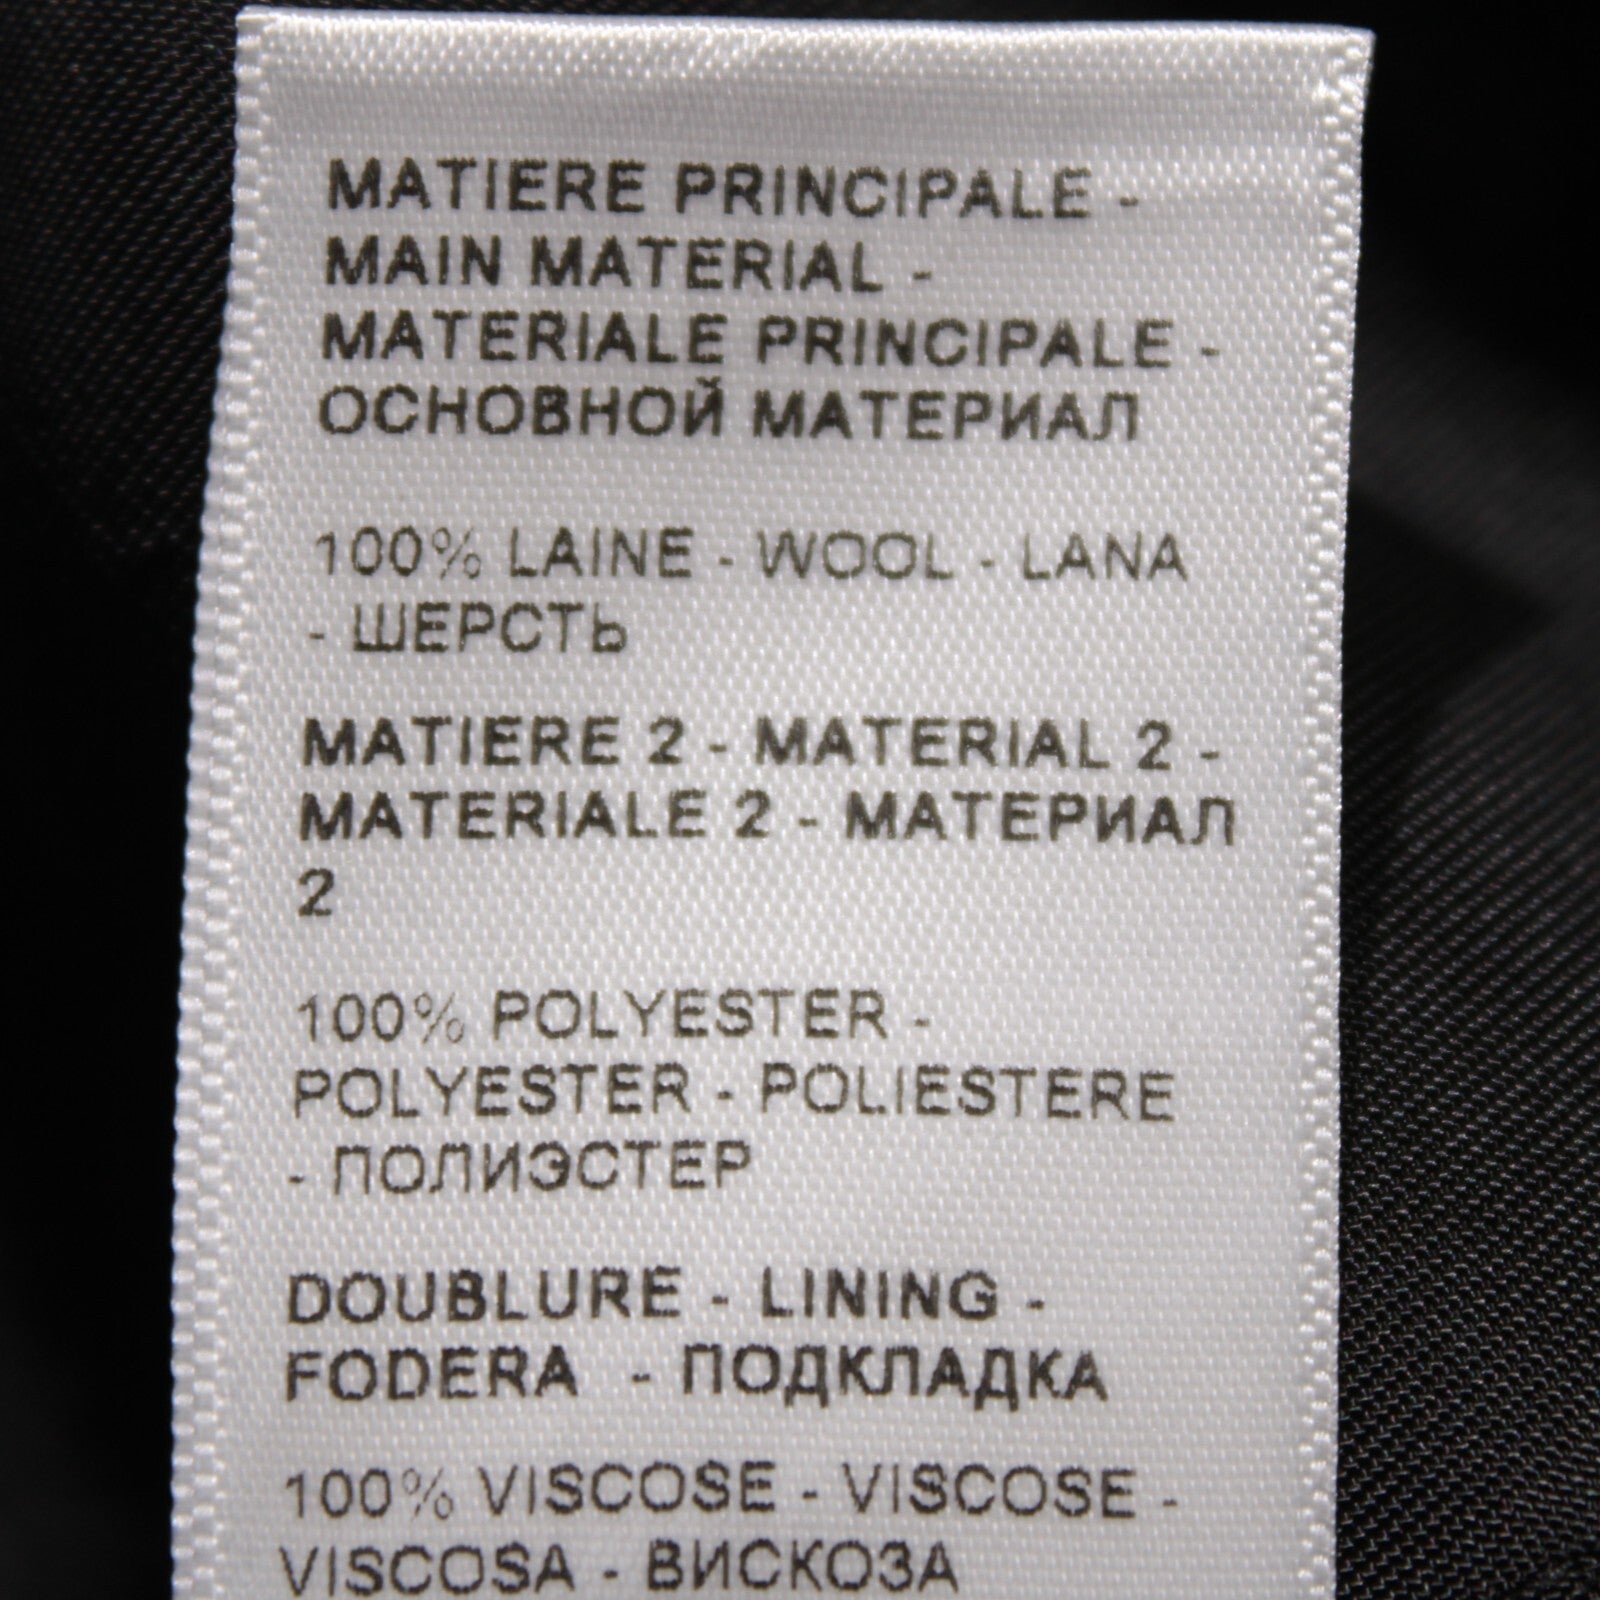 MATIERE PRINCIPALE -
MAIN MATERIAL -
MATERIALE PRINCIPALE -
ОСНОВНОЙ МАТЕРИАЛ
100% LAINE - WOOL - LANA
- ШЕРСТЬ
MATIERE 2 - MATERIAL 2 -
MATERIALE 2 - МАТЕРИАЛ
2
100% POLYESTER -
POLYESTER - POLIESTERE
- ПОЛИЭСТЕР
DOUBLURE - LINING -
FODERA - ПОДКЛАДКА
100% VISCOSE - VISCOSE -
VISCOSA - ВИСКОЗА